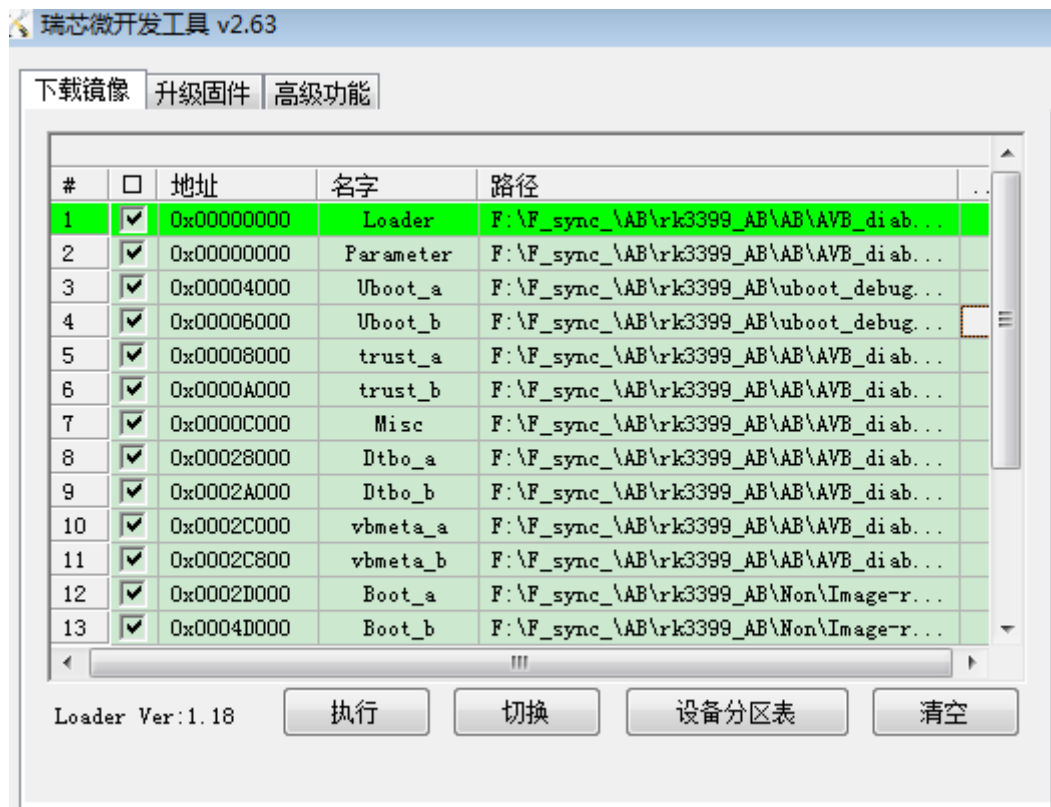 瑞芯微开发工具 v2.63
下载镜像 升级固件 高级功能
# 地址 名字 路径 ..
1 0x00000000 Loader F:\F_sync_\AB\rk3399_AB\AB\AVB_diab...
2 0x00000000 Parameter F:\F_sync_\AB\rk3399_AB\AB\AVB_diab...
3 0x00004000 Uboot_a F:\F_sync_\AB\rk3399_AB\uboot_debug...
4 0x00006000 Uboot_b F:\F_sync_\AB\rk3399_AB\uboot_debug...
5 0x00008000 trust_a F:\F_sync_\AB\rk3399_AB\AB\AVB_diab...
6 0x0000A000 trust_b F:\F_sync_\AB\rk3399_AB\AB\AVB_diab...
7 0x0000C000 Misc F:\F_sync_\AB\rk3399_AB\AB\AVB_diab...
8 0x00028000 Dtbo_a F:\F_sync_\AB\rk3399_AB\AB\AVB_diab...
9 0x0002A000 Dtbo_b F:\F_sync_\AB\rk3399_AB\AB\AVB_diab...
10 0x0002C000 vbmeta_a F:\F_sync_\AB\rk3399_AB\AB\AVB_diab...
11 0x0002C800 vbmeta_b F:\F_sync_\AB\rk3399_AB\AB\AVB_diab...
12 0x0002D000 Boot_a F:\F_sync_\AB\rk3399_AB\Non\Image-r...
13 0x0004D000 Boot_b F:\F_sync_\AB\rk3399_AB\Non\Image-r...
Loader Ver:1.18 执行 切换 设备分区表 清空